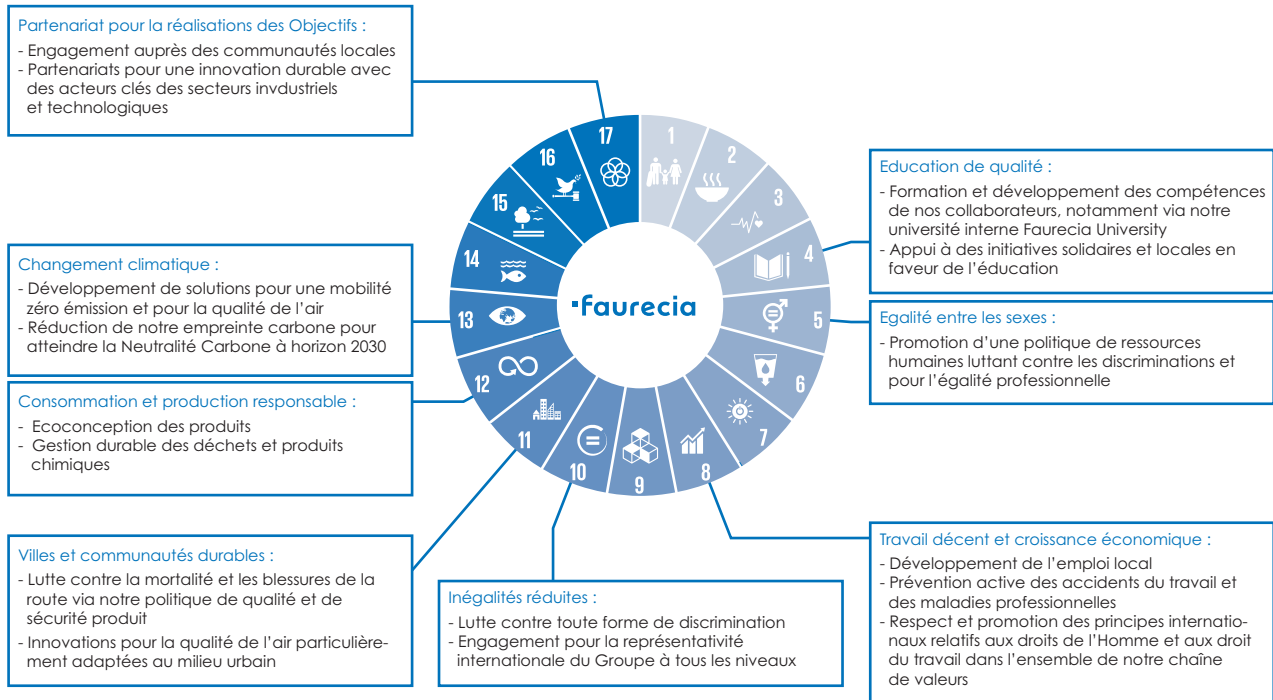 Partenariat pour la réalisations des Objectifs :
- Engagement auprès des communautés locales
- Partenariats pour une innovation durable avec
des acteurs clés des secteurs invdustriels
et technologiques
Changement climatique :
- Développement de solutions pour une mobilité
zéro émission et pour la qualité de l’air
- Réduction de notre empreinte carbone pour
atteindre la Neutralité Carbone à horizon 2030
Consommation et production responsable :
- Ecoconception des produits
- Gestion durable des déchets et produits
chimiques
Villes et communautés durables :
- Lutte contre la mortalité et les blessures de la
route via notre politique de qualité et de
sécurité produit
- Innovations pour la qualité de l’air particulière-
ment adaptées au milieu urbain
1
2
3
4
5
6
7
8
9
10
11
12
13
14
15
16
17
faurecia
Inégalités réduites :
- Lutte contre toute forme de discrimination
- Engagement pour la représentativité
internationale du Groupe à tous les niveaux
Education de qualité :
- Formation et développement des compétences
de nos collaborateurs, notamment via notre
université interne Faurecia University
- Appui à des initiatives solidaires et locales en
faveur de l’éducation
Egalité entre les sexes :
- Promotion d’une politique de ressources
humaines luttant contre les discriminations et
pour l’égalité professionnelle
Travail décent et croissance économique :
- Développement de l’emploi local
- Prévention active des accidents du travail et
des maladies professionnelles
- Respect et promotion des principes internatio-
naux relatifs aux droits de l’Homme et aux droit
du travail dans l’ensemble de notre chaîne
de valeurs